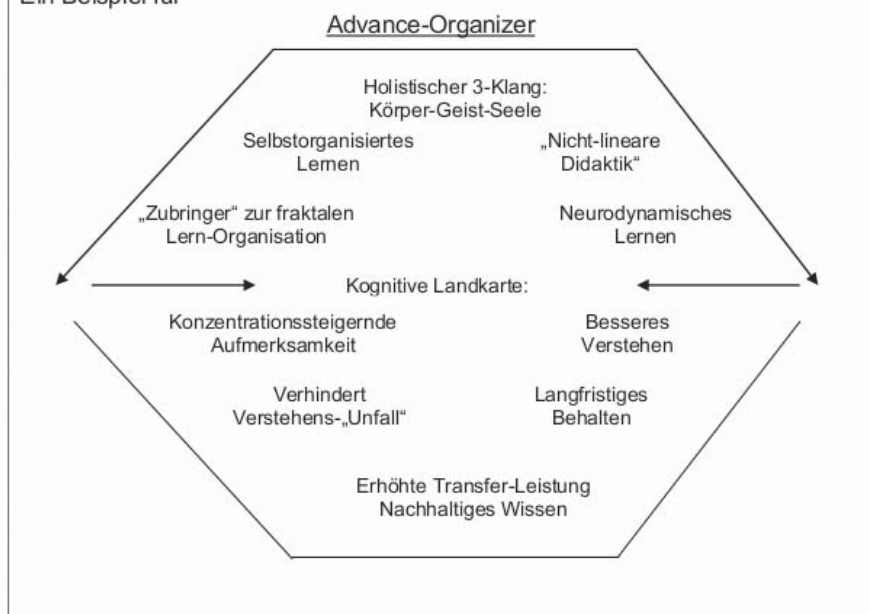 Ein Beispiel für
Advance-Organizer
Holistischer 3-Klang:
Körper-Geist-Seele
Selbstorganisiertes
Lernen
„Nicht-lineare
Didaktik“
„Zubringer“ zur fraktalen
Lern-Organisation
Neurodynamisches
Lernen
Kognitive Landkarte:
Konzentrationssteigernde
Aufmerksamkeit
Besseres
Verstehen
Verhindert
Verstehens-„Unfall“
Langfristiges
Behalten
Erhöhte Transfer-Leistung
Nachhaltiges Wissen